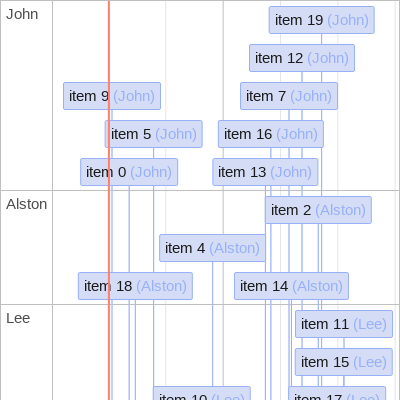 John
item 19 (John)
item 12 (John)
item 9 (John)
item 7 (John)
item 5 (John)
item 16 (John)
item 0 (John)
item 13 (John)
Alston
item 2 (Alston)
item 4 (Alston)
item 18 (Alston)
item 14 (Alston)
Lee
item 11 (Lee)
item 15 (Lee)
item 10 (Lee)
item 17 (Lee)